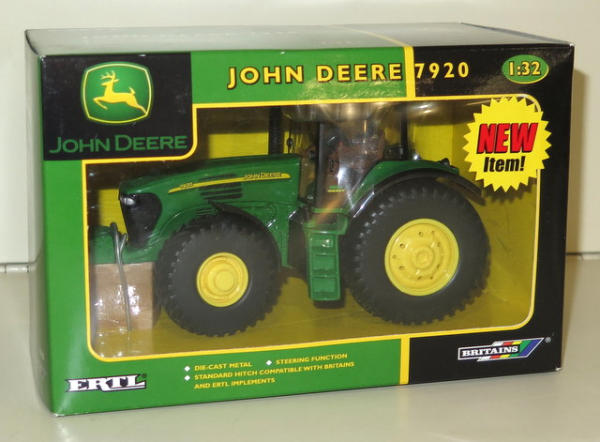 JOHN DEERE 7920
1:32
JOHN DEERE
NEW
Item!
JOHN DEERE
7920
DIE-CAST METAL
STEERING FUNCTION
STANDARD HITCH COMPATIBLE WITH BRITAINS
AND ERTL IMPLEMENTS
ERTL
BRITAINS